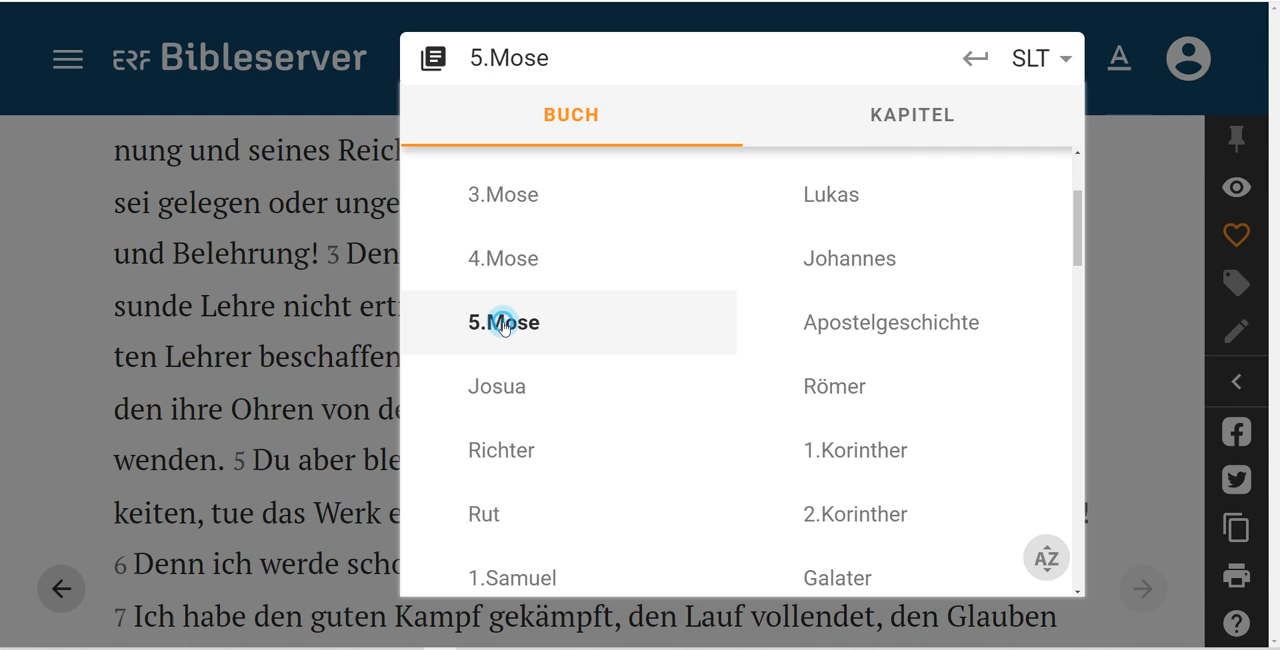 ERF Bibleserver
5.Mose
SLT
A
BUCH
KAPITEL
3.Mose
Lukas
4.Mose
Johannes
5.Mose
Apostelgeschichte
Josua
Römer
Richter
1.Korinther
Rut
2.Korinther
1.Samuel
Galater
AZ
nung und seines Reic
sei gelegen oder unge
und Belehrung! 3 Den
sunde Lehre nicht ert
ten Lehrer beschaffen
den ihre Ohren von de
wenden. 5 Du aber ble
keiten, tue das Werk e !
6 Denn ich werde scho
7 Ich habe den guten Kampf gekämpft, den Lauf vollendet, den Glauben